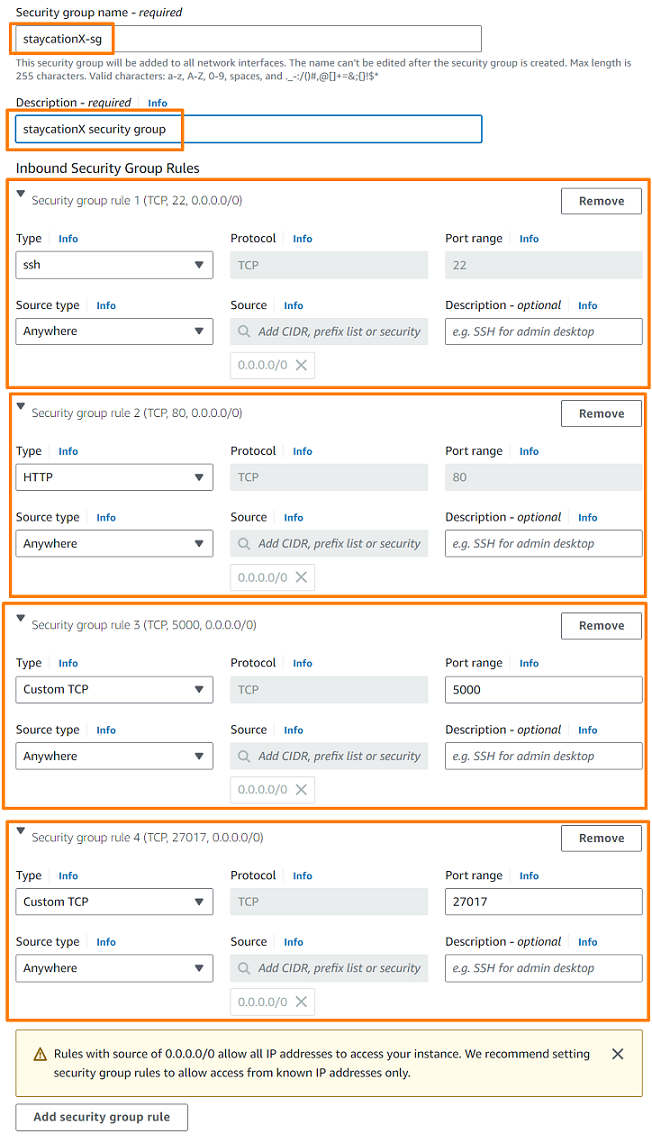 Security group name - required
staycationX-sg
This security group will be added to all network interfaces. The name can't be edited after the security group is created. Max length is
255 characters. Valid characters: a-z, A-Z, 0-9, spaces, and ._-:/()#,@[]+=&;{}!$*
Description - required Info
staycationX security group
Inbound Security Group Rules
Security group rule 1 (TCP, 22, 0.0.0.0/0) Remove
Type Info Protocol Info Port range Info
ssh TCP 22
Source type Info Source Info Description - optional Info
Anywhere Add CIDR, prefix list or security e.g. SSH for admin desktop
0.0.0.0/0
Security group rule 2 (TCP, 80, 0.0.0.0/0) Remove
Type Info Protocol Info Port range Info
HTTP TCP 80
Source type Info Source Info Description - optional Info
Anywhere Add CIDR, prefix list or security e.g. SSH for admin desktop
0.0.0.0/0
Security group rule 3 (TCP, 5000, 0.0.0.0/0) Remove
Type Info Protocol Info Port range Info
Custom TCP TCP 5000
Source type Info Source Info Description - optional Info
Anywhere Add CIDR, prefix list or security e.g. SSH for admin desktop
0.0.0.0/0
Security group rule 4 (TCP, 27017, 0.0.0.0/0) Remove
Type Info Protocol Info Port range Info
Custom TCP TCP 27017
Source type Info Source Info Description - optional Info
Anywhere Add CIDR, prefix list or security e.g. SSH for admin desktop
0.0.0.0/0
Rules with source of 0.0.0.0/0 allow all IP addresses to access your instance. We recommend setting
security group rules to allow access from known IP addresses only.
Add security group rule